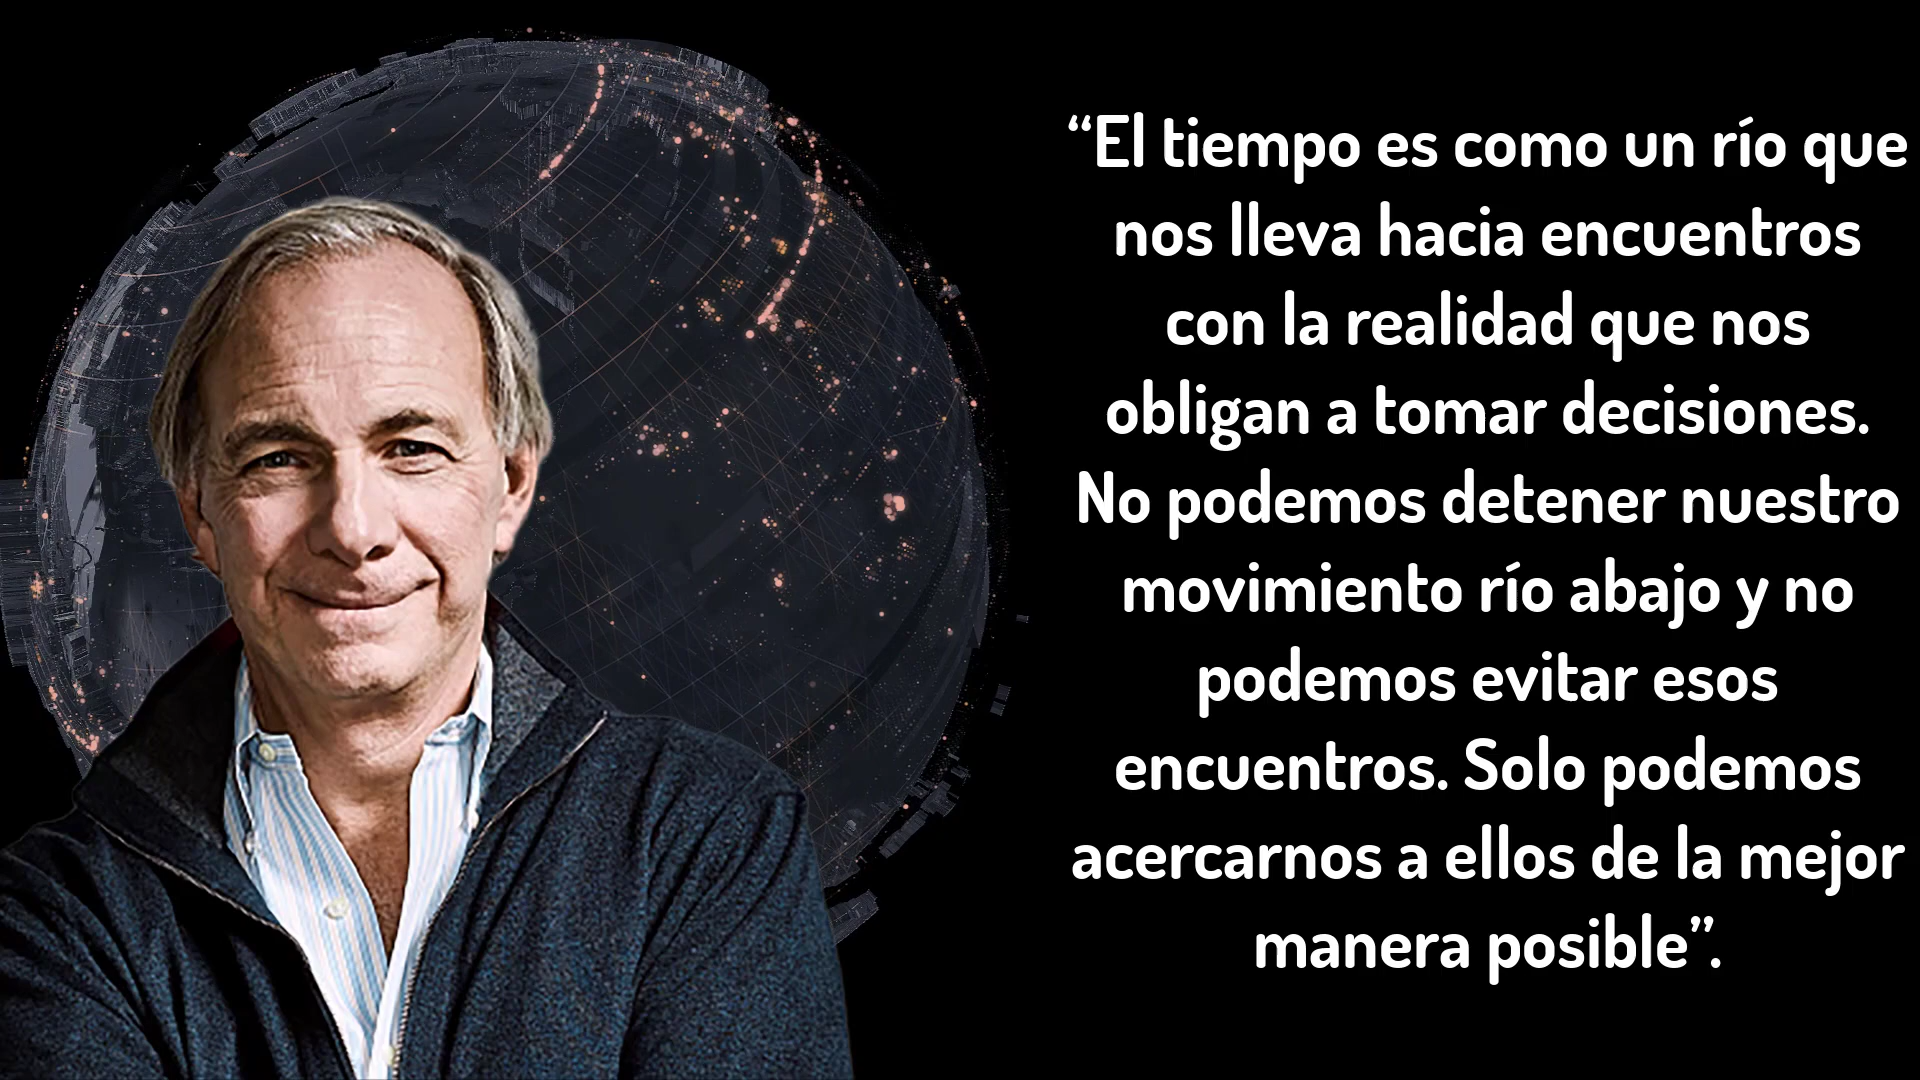 “El tiempo es como un río que
nos lleva hacia encuentros
con la realidad que nos
obligan a tomar decisiones.
No podemos detener nuestro
movimiento río abajo y no
podemos evitar esos
encuentros. Solo podemos
acercarnos a ellos de la mejor
manera posible”.